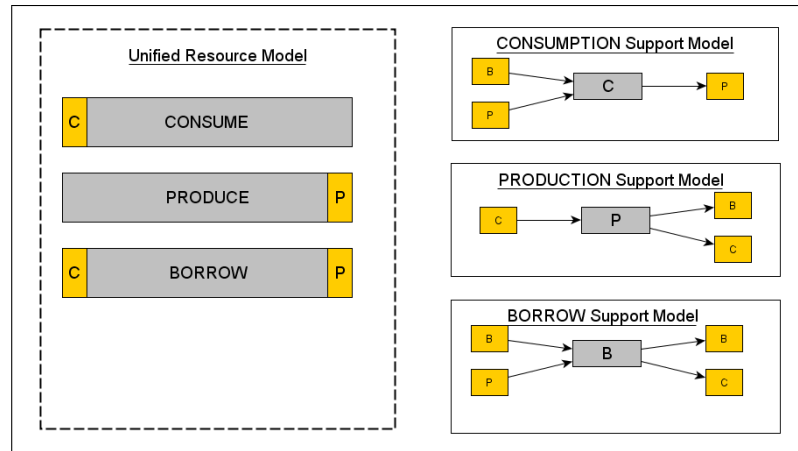 Unified Resource Model
C CONSUME
PRODUCE P
C BORROW P
CONSUMPTION Support Model
B
C P
P
PRODUCTION Support Model
B
C P
C
BORROW Support Model
B B
B
P C